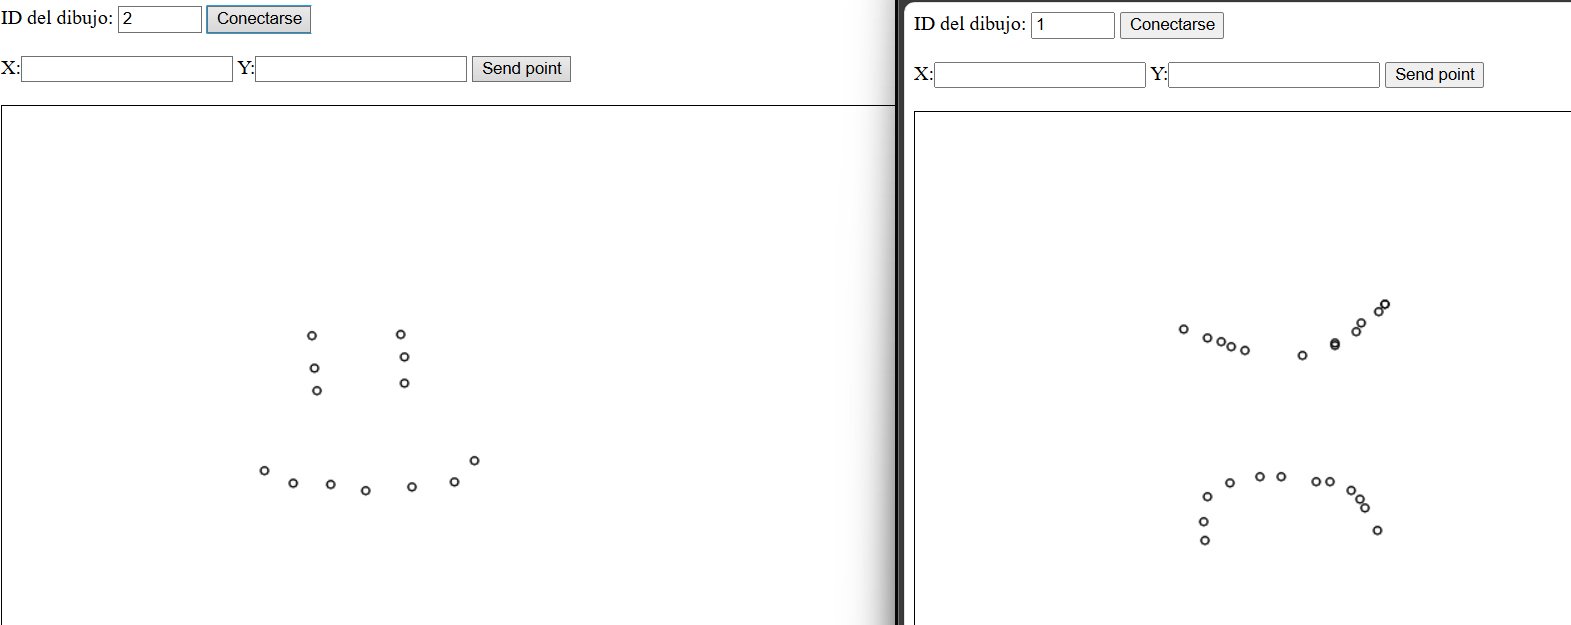 ID del dibujo: 2 Conectarse
X: Y: Send point
ID del dibujo: 1 Conectarse
X: Y: Send point